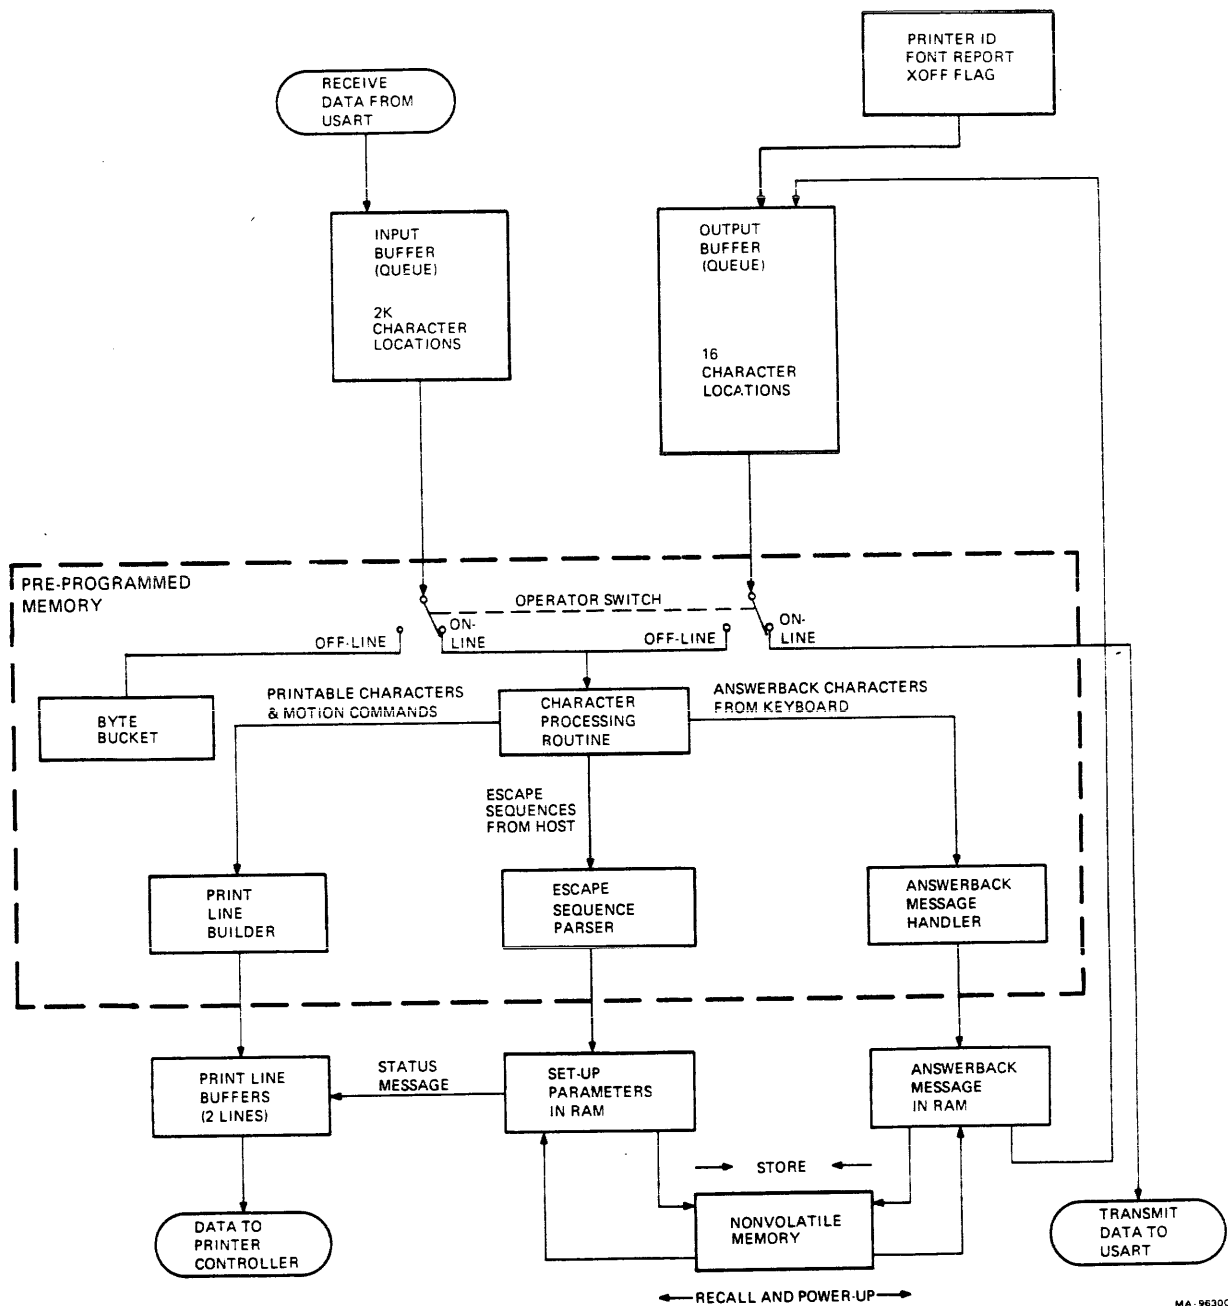 PRINTER ID
FONT REPORT
XOFF FLAG
RECEIVE
DATA FROM
USART
INPUT
BUFFER
(QUEUE)
2K
CHARACTER
LOCATIONS
OUTPUT
BUFFER
(QUEUE)
16
CHARACTER
LOCATIONS
PRE-PROGRAMMED
MEMORY
OPERATOR SWITCH
OFF-LINE
ON-
LINE
OFF-LINE
ON-
LINE
BYTE
BUCKET
PRINTABLE CHARACTERS
& MOTION COMMANDS
CHARACTER
PROCESSING
ROUTINE
ANSWERBACK CHARACTERS
FROM KEYBOARD
ESCAPE
SEQUENCES
FROM HOST
PRINT
LINE
BUILDER
ESCAPE
SEQUENCE
PARSER
ANSWERBACK
MESSAGE
HANDLER
PRINT LINE
BUFFERS
(2 LINES)
STATUS
MESSAGE
SET-UP
PARAMETERS
IN RAM
ANSWERBACK
MESSAGE
IN RAM
STORE
NONVOLATILE
MEMORY
DATA TO
PRINTER
CONTROLLER
TRANSMIT
DATA TO
USART
RECALL AND POWER-UP